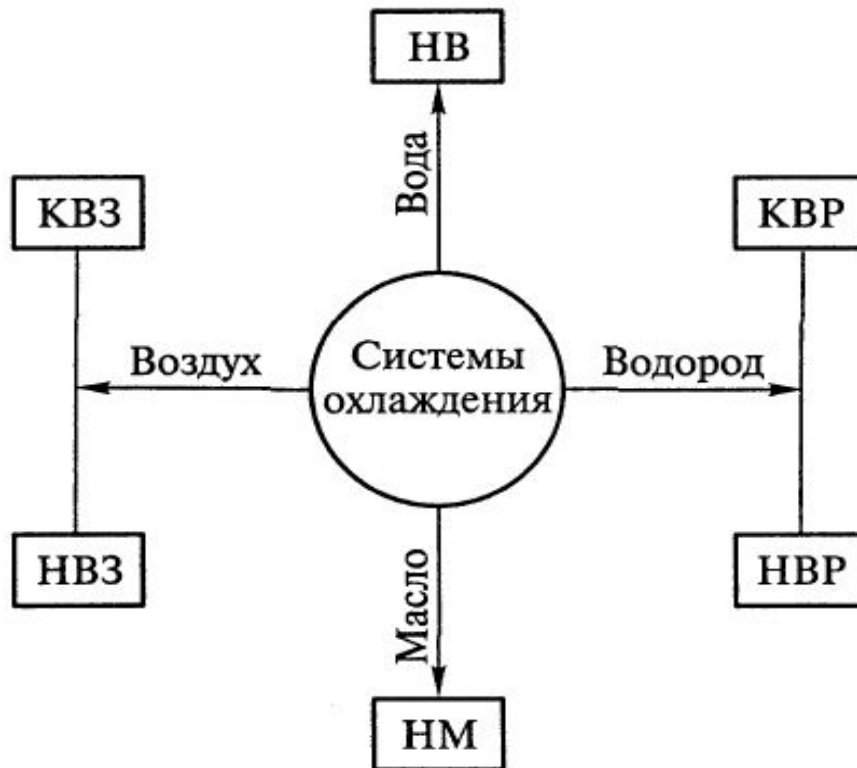 НВ
Вода
КВЗ
КВР
Воздух
Системы
охлаждения
Водород
НВЗ
НВР
Масло
НМ